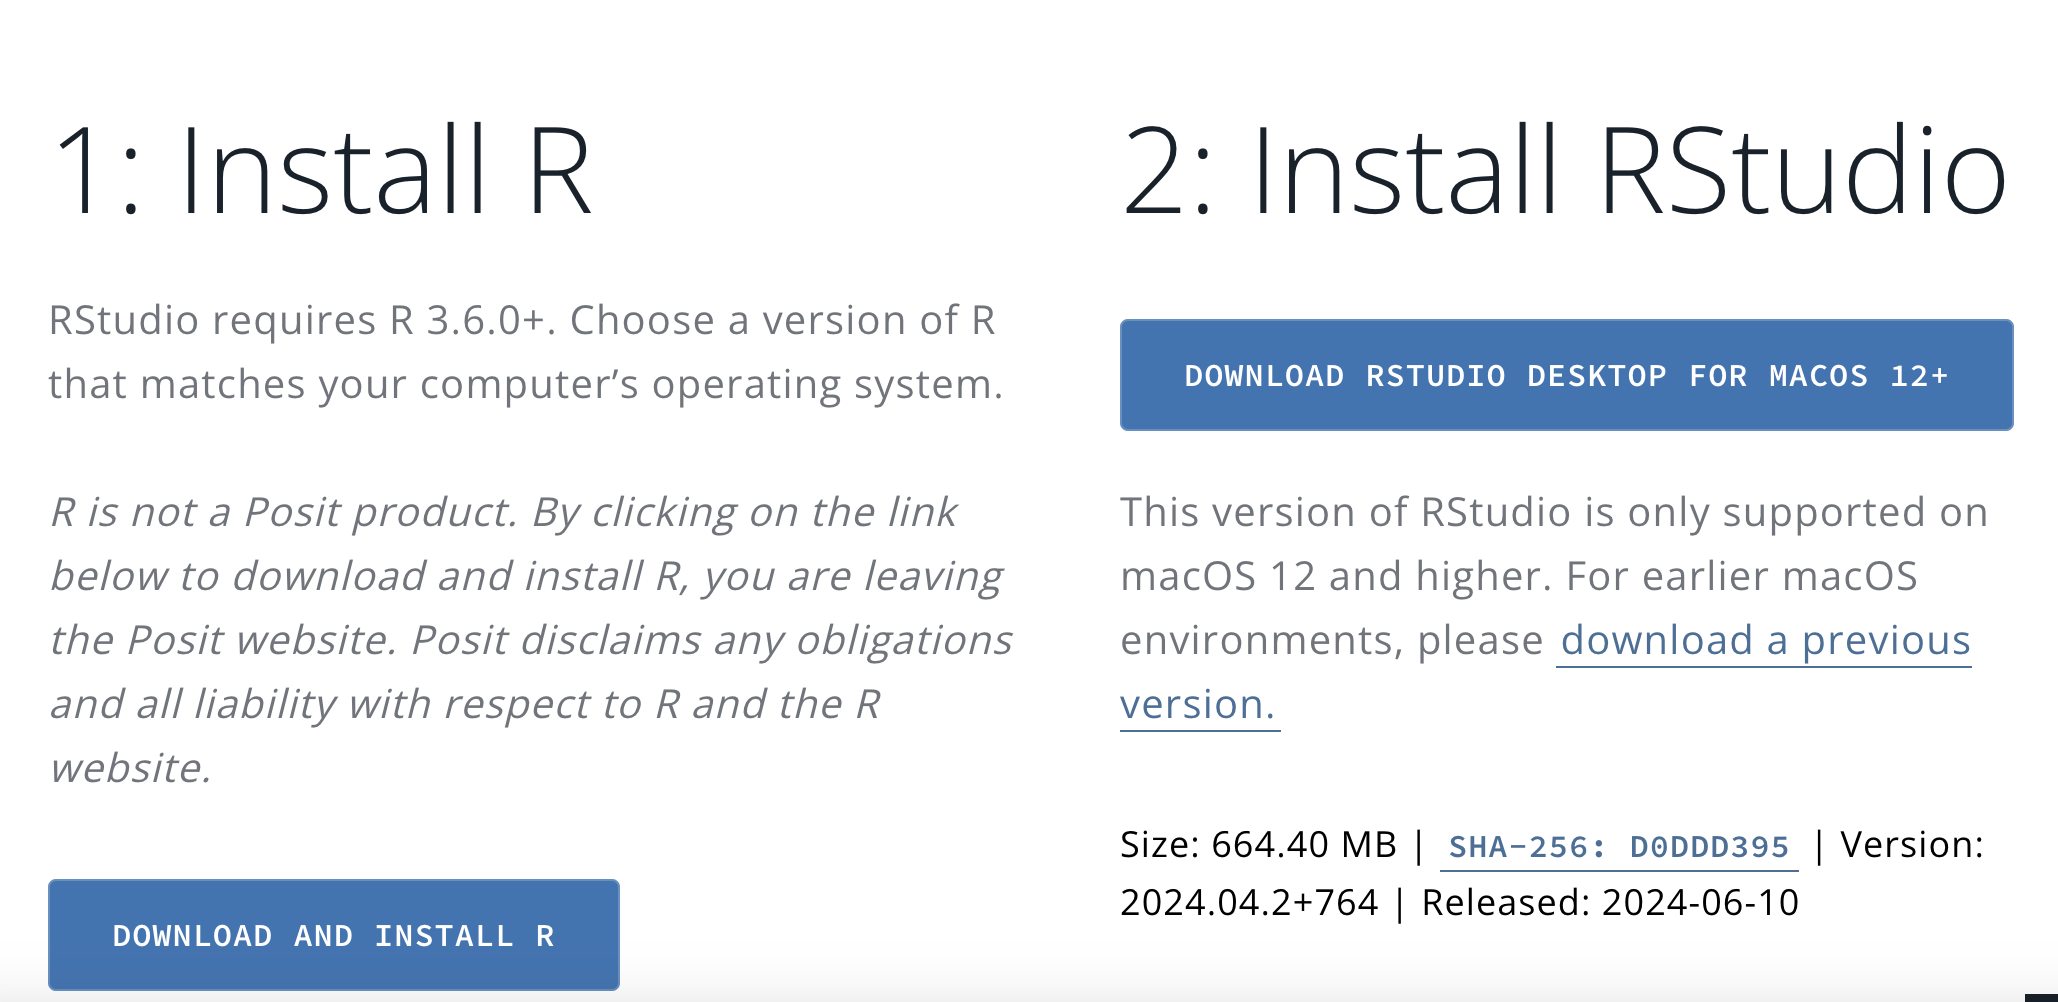 1: Install R
RStudio requires R 3.6.0+. Choose a version of R
that matches your computer’s operating system.
R is not a Posit product. By clicking on the link
below to download and install R, you are leaving
the Posit website. Posit disclaims any obligations
and all liability with respect to R and the R
website.
DOWNLOAD AND INSTALL R
2: Install RStudio
DOWNLOAD RSTUDIO DESKTOP FOR MACOS 12+
This version of RStudio is only supported on
macOS 12 and higher. For earlier macOS
environments, please download a previous
version.
Size: 664.40 MB | SHA-256: D0DDD395 | Version:
2024.04.2+764 | Released: 2024-06-10